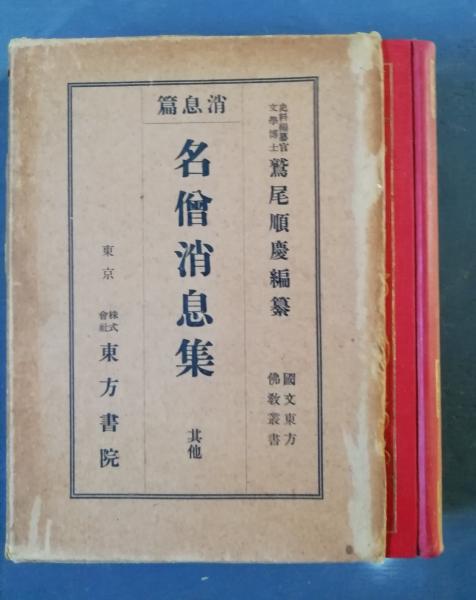 消息篇
史料編纂官
文學博士
鷲尾順慶編纂
國文東方
佛敎叢書
名僧消息集
其他
東京
株式
會社
東方書院